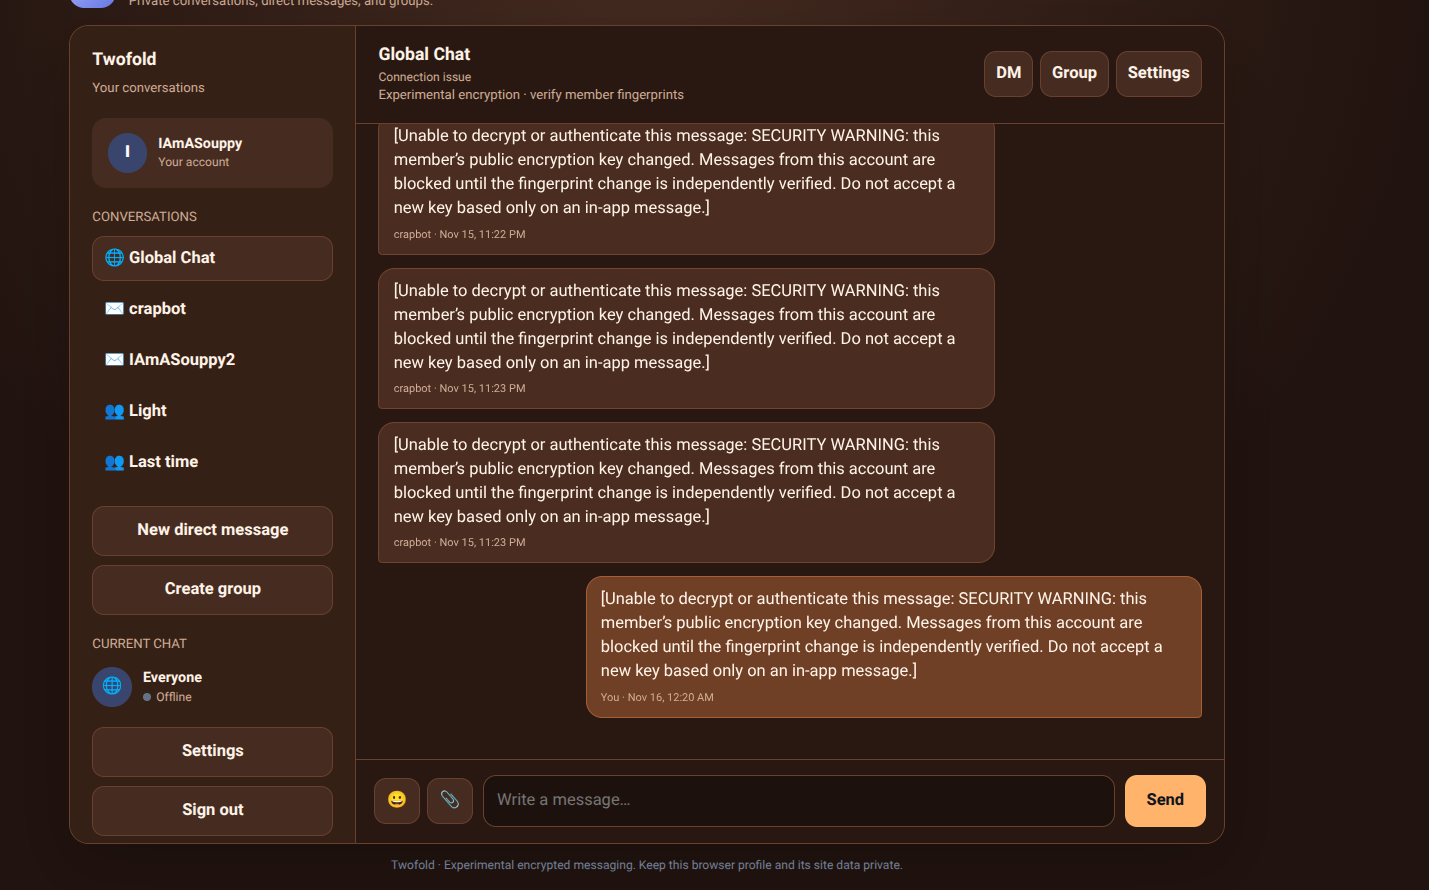 Private conversations, direct messages, and groups.
Twofold
Your conversations
I
IAmASouppy
Your account
CONVERSATIONS
Global Chat
crapbot
IAmASouppy2
Light
Last time
New direct message
Create group
CURRENT CHAT
Everyone
Offline
Settings
Sign out
Global Chat
Connection issue
Experimental encryption · verify member fingerprints
DM
Group
Settings
[Unable to decrypt or authenticate this message: SECURITY WARNING: this
member’s public encryption key changed. Messages from this account are
blocked until the fingerprint change is independently verified. Do not accept a
new key based only on an in-app message.]
crapbot · Nov 15, 11:22 PM
[Unable to decrypt or authenticate this message: SECURITY WARNING: this
member’s public encryption key changed. Messages from this account are
blocked until the fingerprint change is independently verified. Do not accept a
new key based only on an in-app message.]
crapbot · Nov 15, 11:23 PM
[Unable to decrypt or authenticate this message: SECURITY WARNING: this
member’s public encryption key changed. Messages from this account are
blocked until the fingerprint change is independently verified. Do not accept a
new key based only on an in-app message.]
crapbot · Nov 15, 11:23 PM
[Unable to decrypt or authenticate this message: SECURITY WARNING: this
member’s public encryption key changed. Messages from this account are
blocked until the fingerprint change is independently verified. Do not accept a
new key based only on an in-app message.]
You · Nov 16, 12:20 AM
Write a message…
Send
Twofold · Experimental encrypted messaging. Keep this browser profile and its site data private.